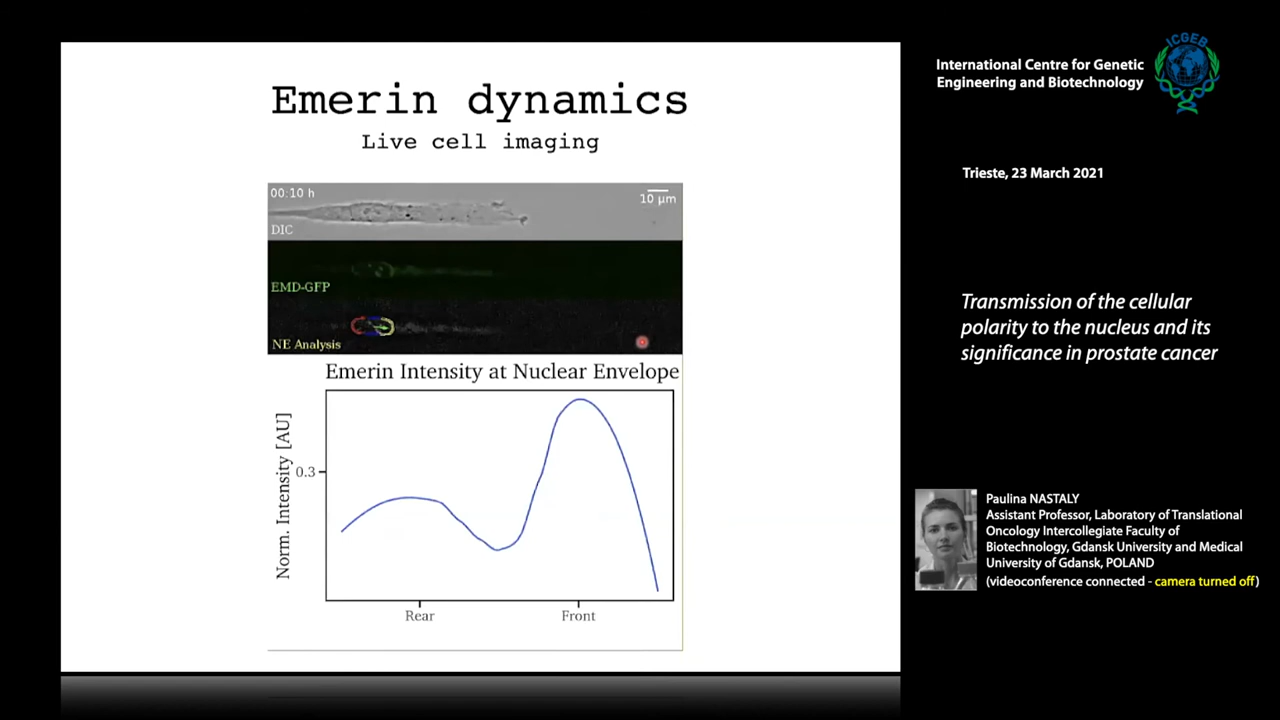 Emerin dynamics
Live cell imaging
00:10 h
10 µm
DIC
EMD-GFP
NE Analysis
Emerin Intensity at Nuclear Envelope
Norm. Intensity [AU]
0.3
Rear
Front
International Centre for Genetic
Engineering and Biotechnology
ICGEB
Trieste, 23 March 2021
Transmission of the cellular
polarity to the nucleus and its
significance in prostate cancer
Paulina NASTALY
Assistant Professor, Laboratory of Translational
Oncology Intercollegiate Faculty of
Biotechnology, Gdansk University and Medical
University of Gdansk, POLAND
(videoconference connected - camera turned off)